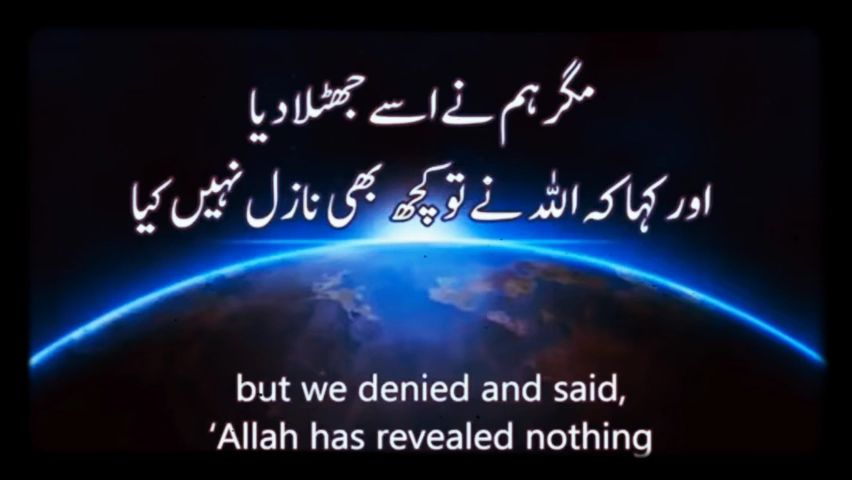 مگر ہم نے اسے جھٹلا دیا
اور کہا کہ اللہ نے تو کچھ بھی نازل نہیں کیا
but we denied and said,
‘Allah has revealed nothing